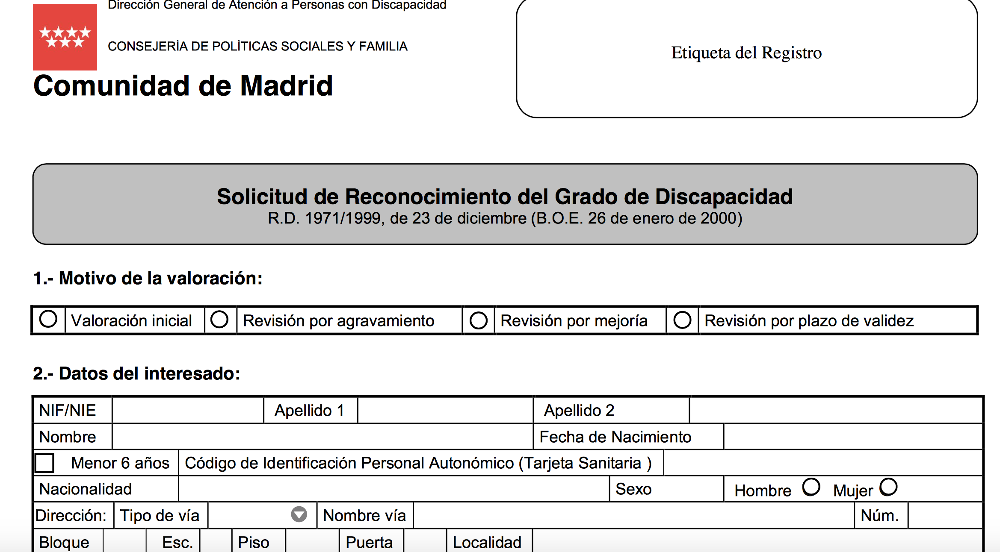 Dirección General de Atención a Personas con Discapacidad
CONSEJERÍA DE POLÍTICAS SOCIALES Y FAMILIA
Comunidad de Madrid
Etiqueta del Registro
Solicitud de Reconocimiento del Grado de Discapacidad
R.D. 1971/1999, de 23 de diciembre (B.O.E. 26 de enero de 2000)
1.- Motivo de la valoración:
Valoración inicial Revisión por agravamiento Revisión por mejoría Revisión por plazo de validez
2.- Datos del interesado:
NIF/NIE Apellido 1 Apellido 2
Nombre Fecha de Nacimiento
Menor 6 años Código de Identificación Personal Autonómico (Tarjeta Sanitaria )
Nacionalidad Sexo Hombre Mujer
Dirección: Tipo de vía Nombre vía Núm.
Bloque Esc. Piso Puerta Localidad